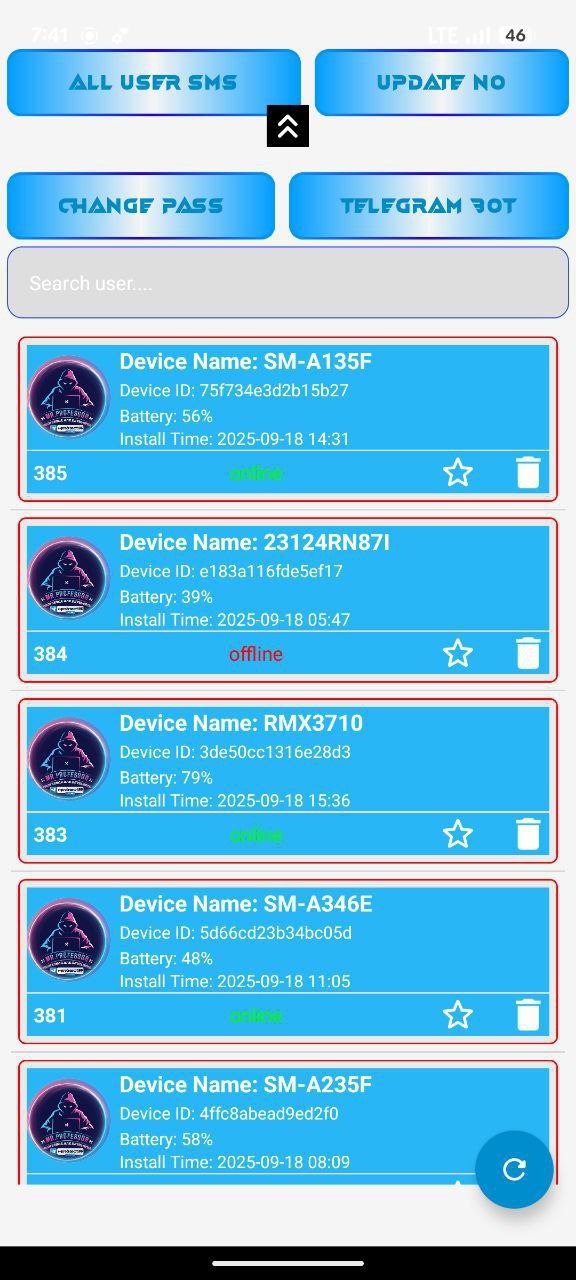 7:41 LTE 46
ALL USER SMS UPDATE NO
CHANGE PASS TELEGRAM BOT
Search user....
Device Name: SM-A135F
Device ID: 75f734e3d2b15b27
Battery: 56%
Install Time: 2025-09-18 14:31
385 online
Device Name: 23124RN87I
Device ID: e183a116fde5ef17
Battery: 39%
Install Time: 2025-09-18 05:47
384 offline
Device Name: RMX3710
Device ID: 3de50cc1316e28d3
Battery: 79%
Install Time: 2025-09-18 15:36
383 online
Device Name: SM-A346E
Device ID: 5d66cd23b34bc05d
Battery: 48%
Install Time: 2025-09-18 11:05
381 online
Device Name: SM-A235F
Device ID: 4ffc8abead9ed2f0
Battery: 58%
Install Time: 2025-09-18 08:09